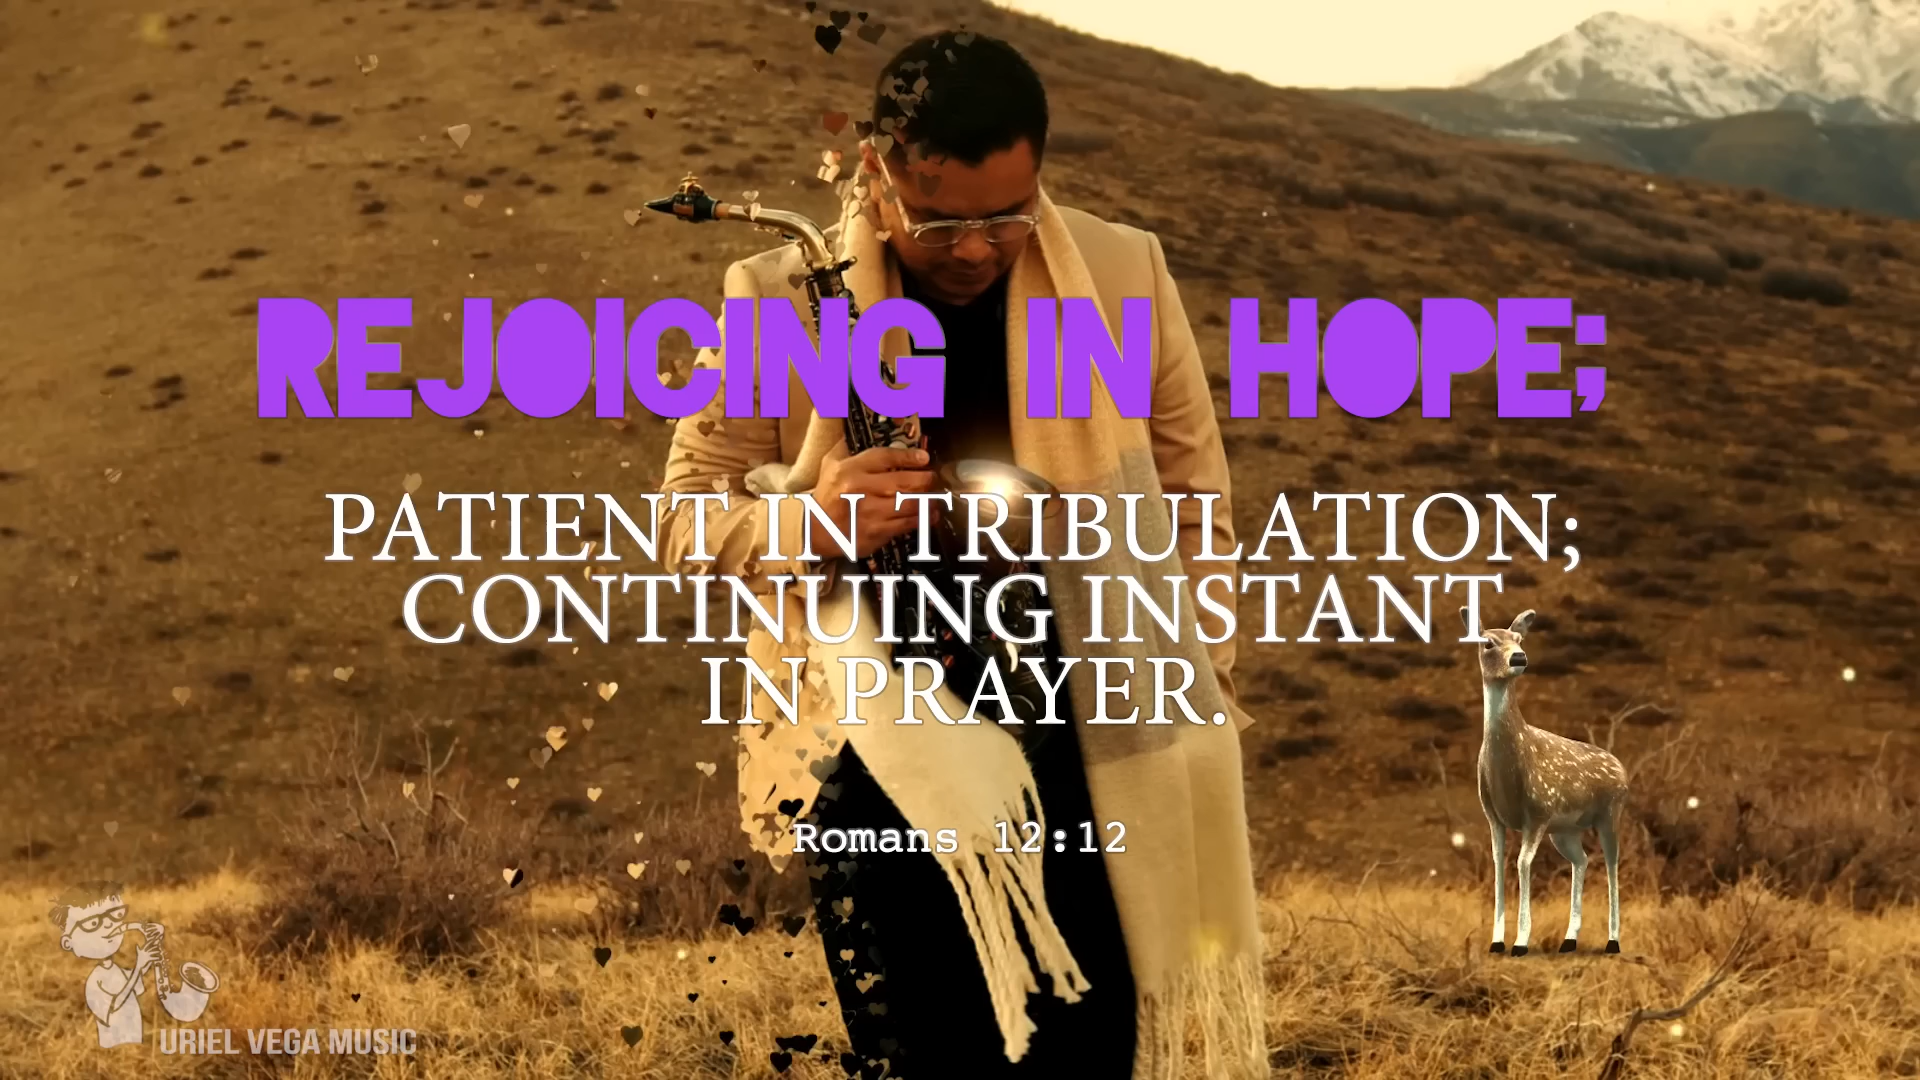 REJOICING IN HOPE;
PATIENT IN TRIBULATION;
CONTINUING INSTANT
IN PRAYER.
Romans 12:12
URIEL VEGA MUSIC